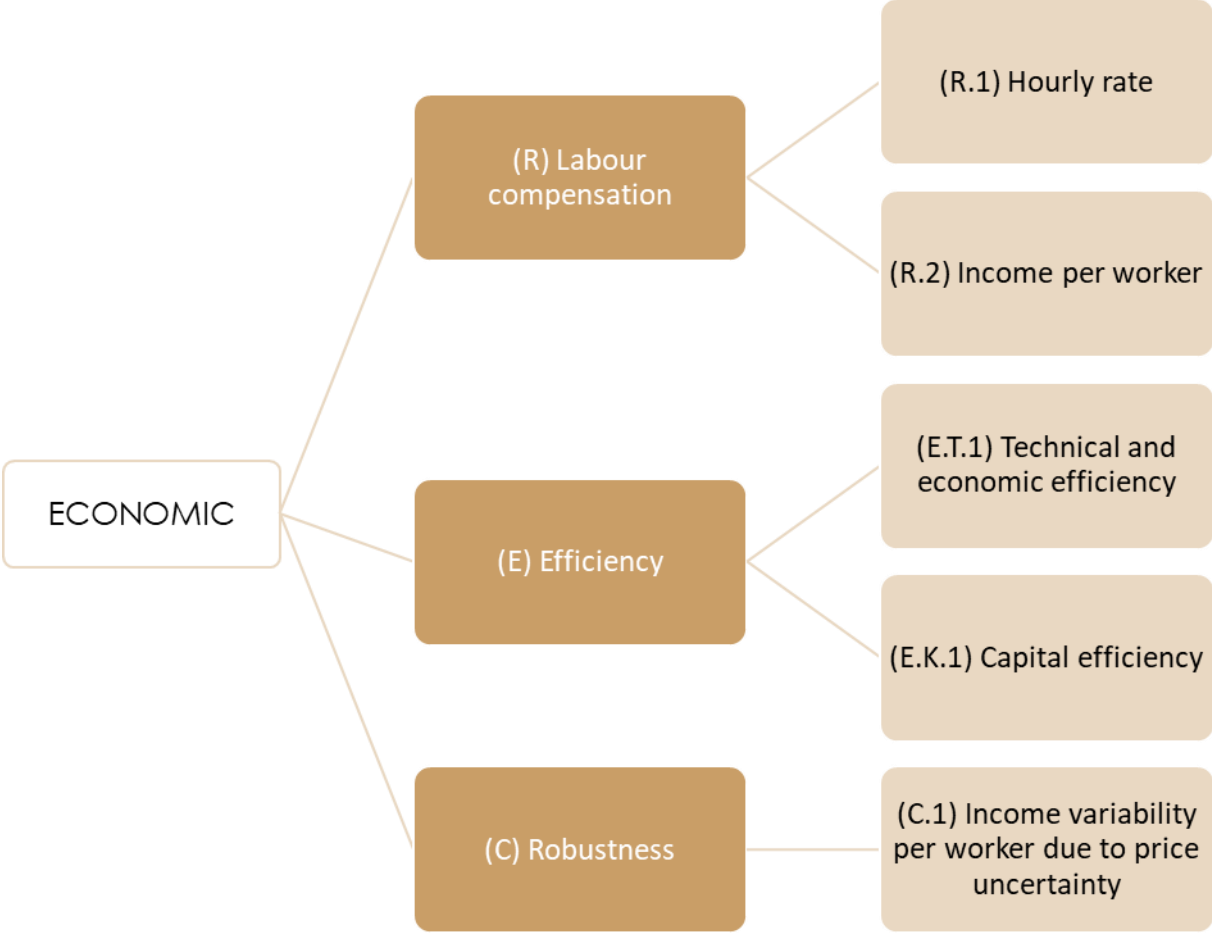 ECONOMIC
(R) Labour
compensation
(R.1) Hourly rate
(R.2) Income per worker
(E) Efficiency
(E.T.1) Technical and
economic efficiency
(E.K.1) Capital efficiency
(C) Robustness
(C.1) Income variability
per worker due to price
uncertainty